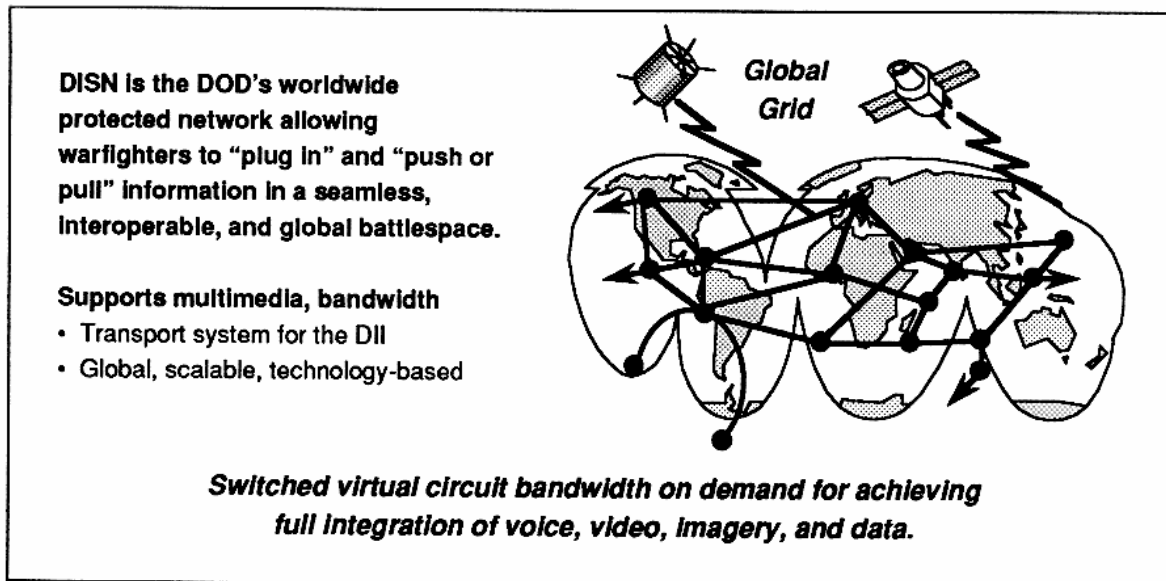 DISN is the DOD's worldwide
protected network allowing
warfighters to "plug in" and "push or
pull" information in a seamless,
interoperable, and global battlespace.
Supports multimedia, bandwidth
• Transport system for the DII
• Global, scalable, technology-based
Global
Grid
Switched virtual circuit bandwidth on demand for achieving
full integration of voice, video, imagery, and data.